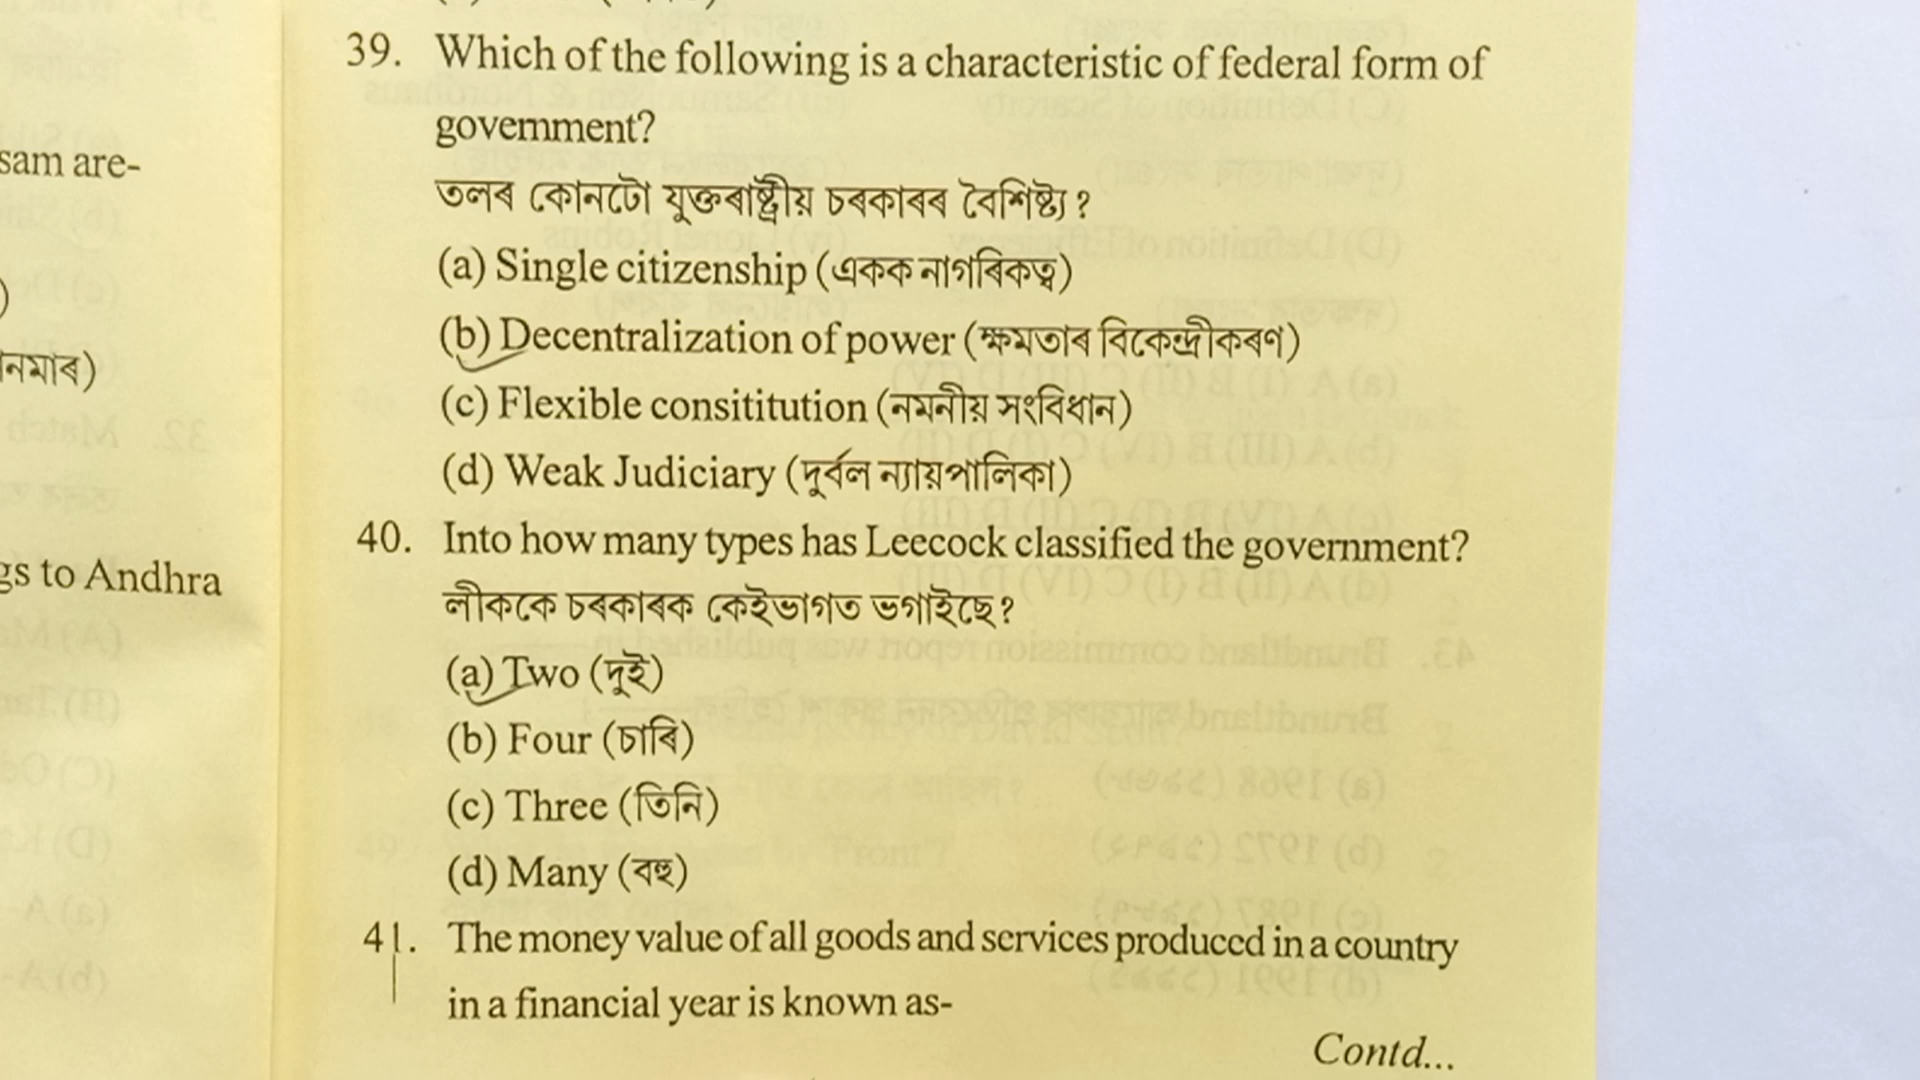 39. Which of the following is a characteristic of federal form of
government?
তলৰ কোনটো যুক্তৰাষ্ট্ৰীয় চৰকাৰৰ বৈশিষ্ট্য ?
(a) Single citizenship (একক নাগৰিকত্ব)
(b) Decentralization of power (ক্ষমতাৰ বিকেন্দ্ৰীকৰণ)
(c) Flexible consititution (নমনীয় সংবিধান)
(d) Weak Judiciary (দুৰ্বল ন্যায়পালিকা)
40. Into how many types has Leecock classified the government?
লীককে চৰকাৰক কেইভাগত ভগাইছে?
(a) Two (দুই)
(b) Four (চাৰি)
(c) Three (তিনি)
(d) Many (বহু)
41. The money value of all goods and services produced in a country
in a financial year is known as-
Contd...
sam are-
নমাৰ)
gs to Andhra